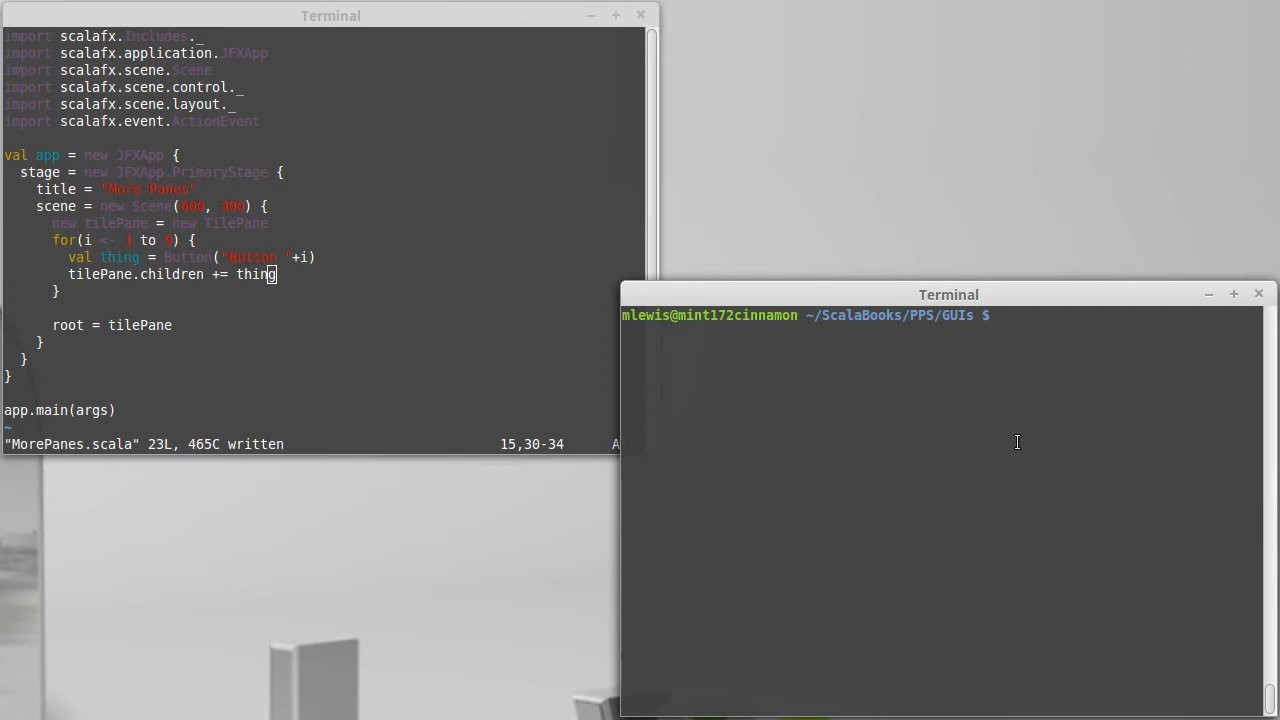 Terminal
import scalafx.Includes._
import scalafx.application.JFXApp
import scalafx.scene.Scene
import scalafx.scene.control._
import scalafx.scene.layout._
import scalafx.event.ActionEvent
val app = new JFXApp {
stage = new JFXApp.PrimaryStage {
title = "More Panes"
scene = new Scene(600, 300) {
new tilePane = new TilePane
for(i <- 1 to 9) {
val thing = Button("Button "+i)
tilePane.children += thing
}
root = tilePane
}
}
}
app.main(args)
~
"MorePanes.scala" 23L, 465C written 15,30-34 A
Terminal
mlewis@mint172cinnamon ~/ScalaBooks/PPS/GUIs $